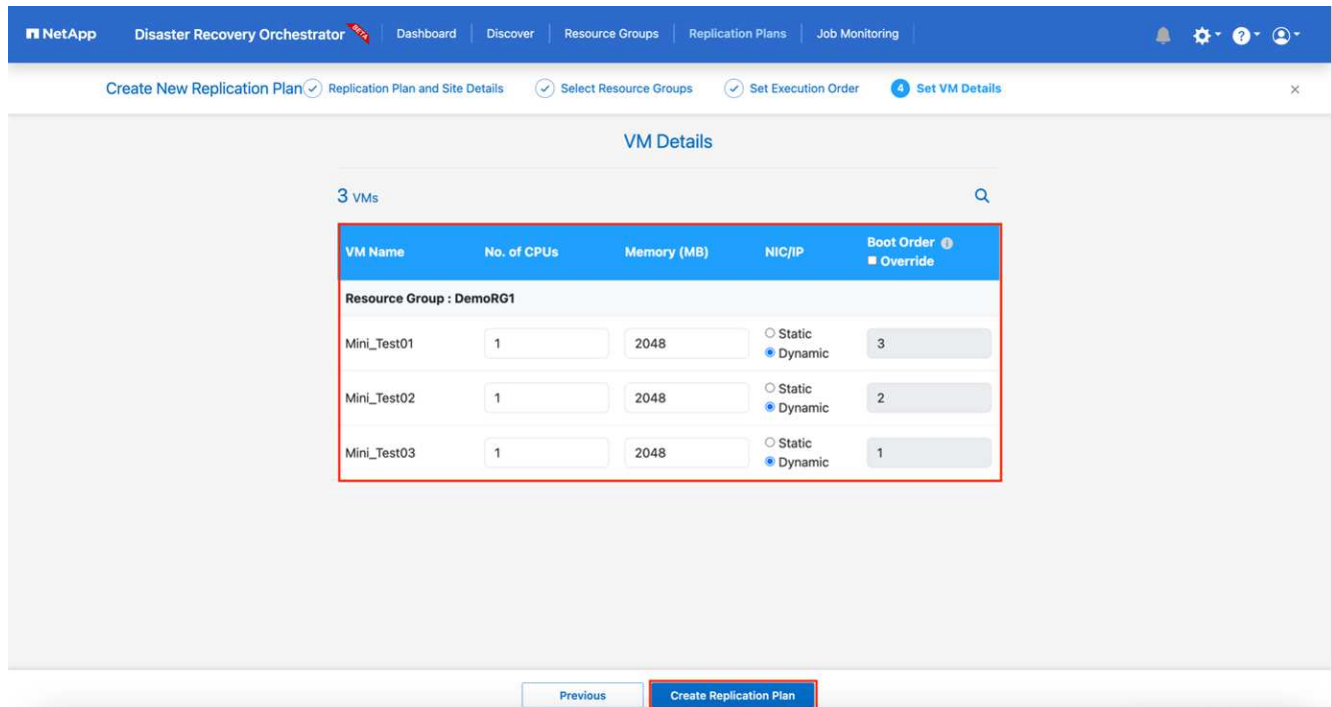 NetApp Disaster Recovery Orchestrator BETA Dashboard Discover Resource Groups Replication Plans Job Monitoring
Create New Replication Plan Replication Plan and Site Details Select Resource Groups Set Execution Order 4 Set VM Details
VM Details
3 VMs
VM Name No. of CPUs Memory (MB) NIC/IP Boot Order
Override
Resource Group : DemoRG1
Mini_Test01 1 2048 Static
Dynamic 3
Mini_Test02 1 2048 Static
Dynamic 2
Mini_Test03 1 2048 Static
Dynamic 1
Previous Create Replication Plan